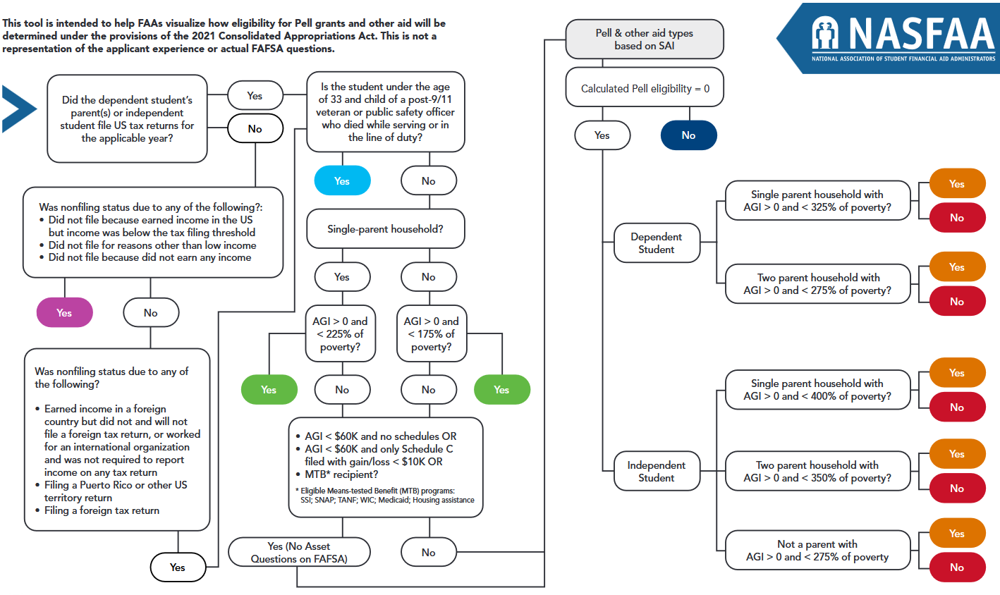 This tool is intended to help FAAs visualize how eligibility for Pell grants and other aid will be
determined under the provisions of the 2021 Consolidated Appropriations Act. This is not a
representation of the applicant experience or actual FAFSA questions.
NASFAA
NATIONAL ASSOCIATION OF STUDENT FINANCIAL AID ADMINISTRATORS
Did the dependent student's
parent(s) or independent
student file US tax returns for
the applicable year?
Yes
No
Was nonfiling status due to any of the following?:
• Did not file because earned income in the US
but income was below the tax filing threshold
• Did not file for reasons other than low income
• Did not file because did not earn any income
Yes
No
Was nonfiling status due to any of
the following?
• Earned income in a foreign
country but did not and will not
file a foreign tax return, or worked
for an international organization
and was not required to report
income on any tax return
• Filing a Puerto Rico or other US
territory return
• Filing a foreign tax return
Yes
Is the student under the age
of 33 and child of a post-9/11
veteran or public safety officer
who died while serving or in
the line of duty?
Yes
No
Single-parent household?
Yes
No
AGI > 0 and
< 225% of
poverty?
AGI > 0 and
< 175% of
poverty?
Yes
No
No
Yes
• AGI < $60K and no schedules OR
• AGI < $60K and only Schedule C
filed with gain/loss < $10K OR
• MTB* recipient?
* Eligible Means-tested Benefit (MTB) programs:
SSI; SNAP; TANF; WIC; Medicaid; Housing assistance
Yes (No Asset
Questions on FAFSA)
No
Pell & other aid types
based on SAI
Calculated Pell eligibility = 0
Yes
No
Dependent
Student
Single parent household with
AGI > 0 and < 325% of poverty?
Yes
No
Two parent household with
AGI > 0 and < 275% of poverty?
Yes
No
Independent
Student
Single parent household with
AGI > 0 and < 400% of poverty?
Yes
No
Two parent household with
AGI > 0 and < 350% of poverty?
Yes
No
Not a parent with
AGI > 0 and < 275% of poverty
Yes
No